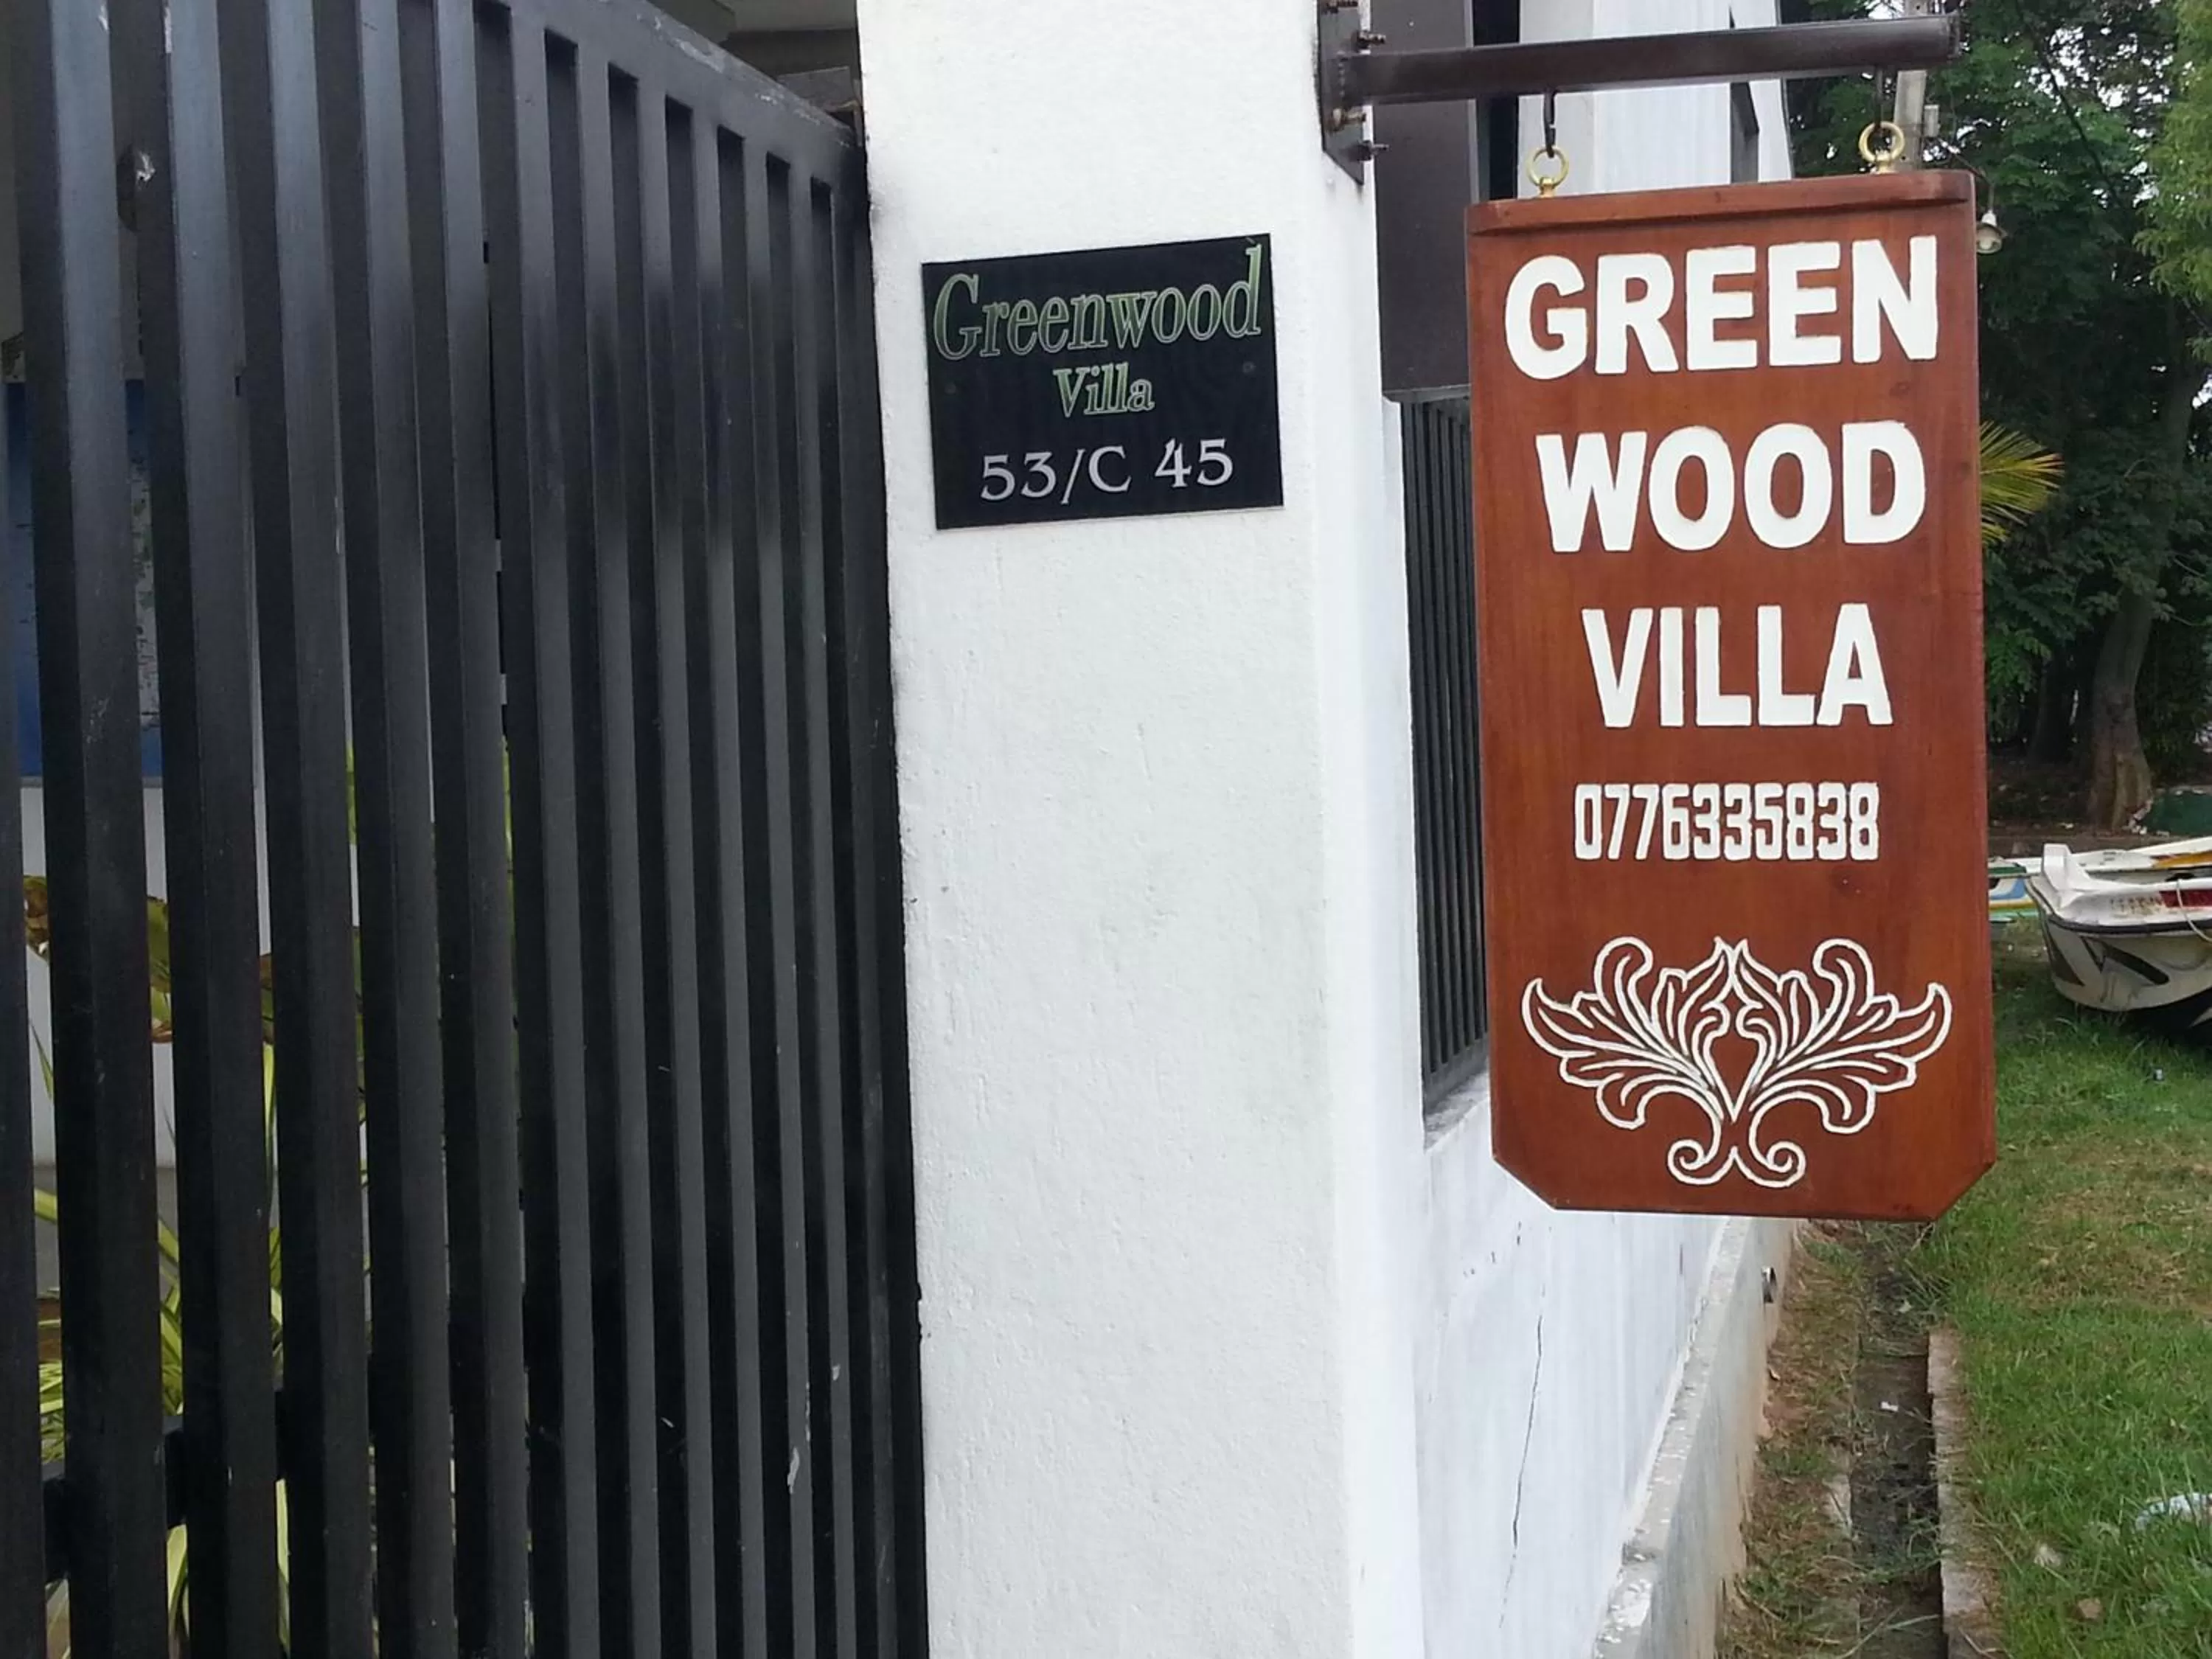 Greenwood
Villa
53/C 45
GREEN
WOOD
VILLA
0776335838